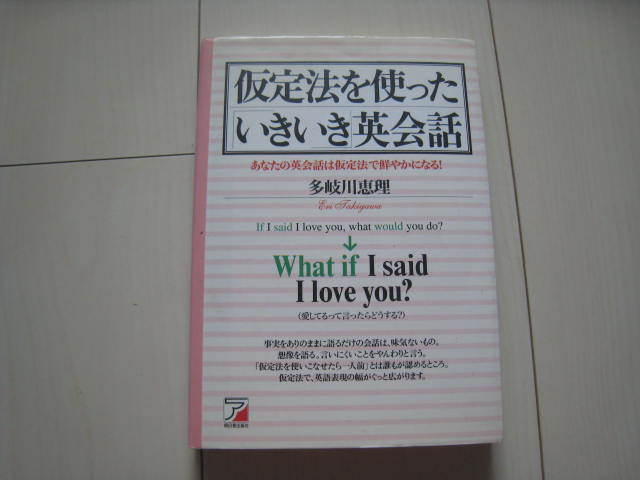 仮定法を使った
「いきいき」英会話
あなたの英会話は仮定法で鮮やかになる!
多岐川恵理
Eri Takigawa
If I said I love you, what would you do?
↓
What if I said
I love you?
(愛してるって言ったらどうする?)
事実をありのままに語るだけの会話は、味気ないもの。
想像を語る。言いにくいことをやんわりと言う。
「仮定法を使いこなせたら一人前」とは誰もが認めるところ。
仮定法で、英語表現の幅がぐっと広がります。
ア
明日香出版社